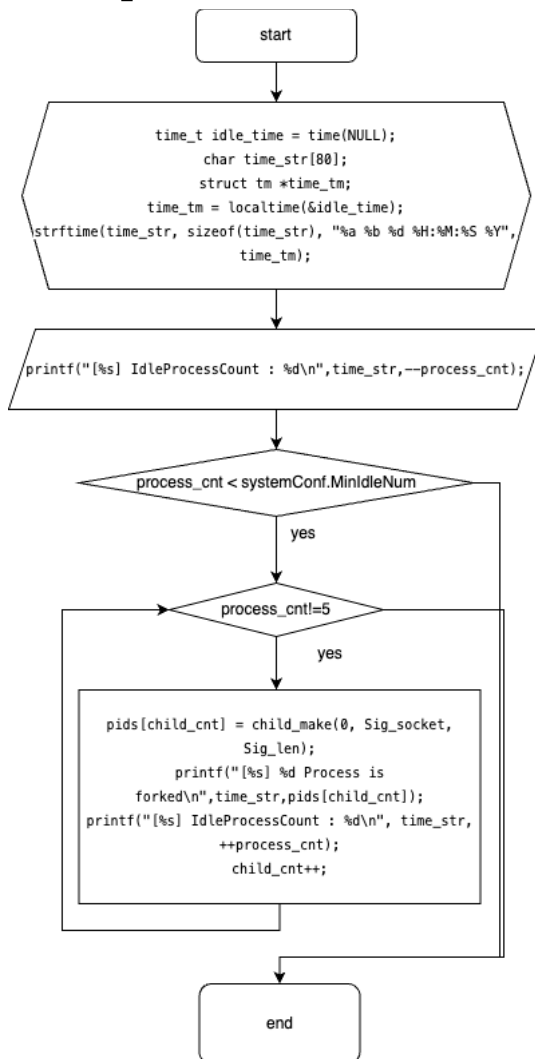 start
time_t idle_time = time(NULL);
char time_str[80];
struct tm *time_tm;
time_tm = localtime(&idle_time);
strftime(time_str, sizeof(time_str), "%a %b %d %H:%M:%S %Y",
time_tm);
printf("[%s] IdleProcessCount : %d\n",time_str,--process_cnt);
process_cnt < systemConf.MinIdleNum
yes
process_cnt!=5
yes
pids[child_cnt] = child_make(0, Sig_socket,
Sig_len);
printf("[%s] %d Process is
forked\n",time_str,pids[child_cnt]);
printf("[%s] IdleProcessCount : %d\n", time_str,
++process_cnt);
child_cnt++;
end